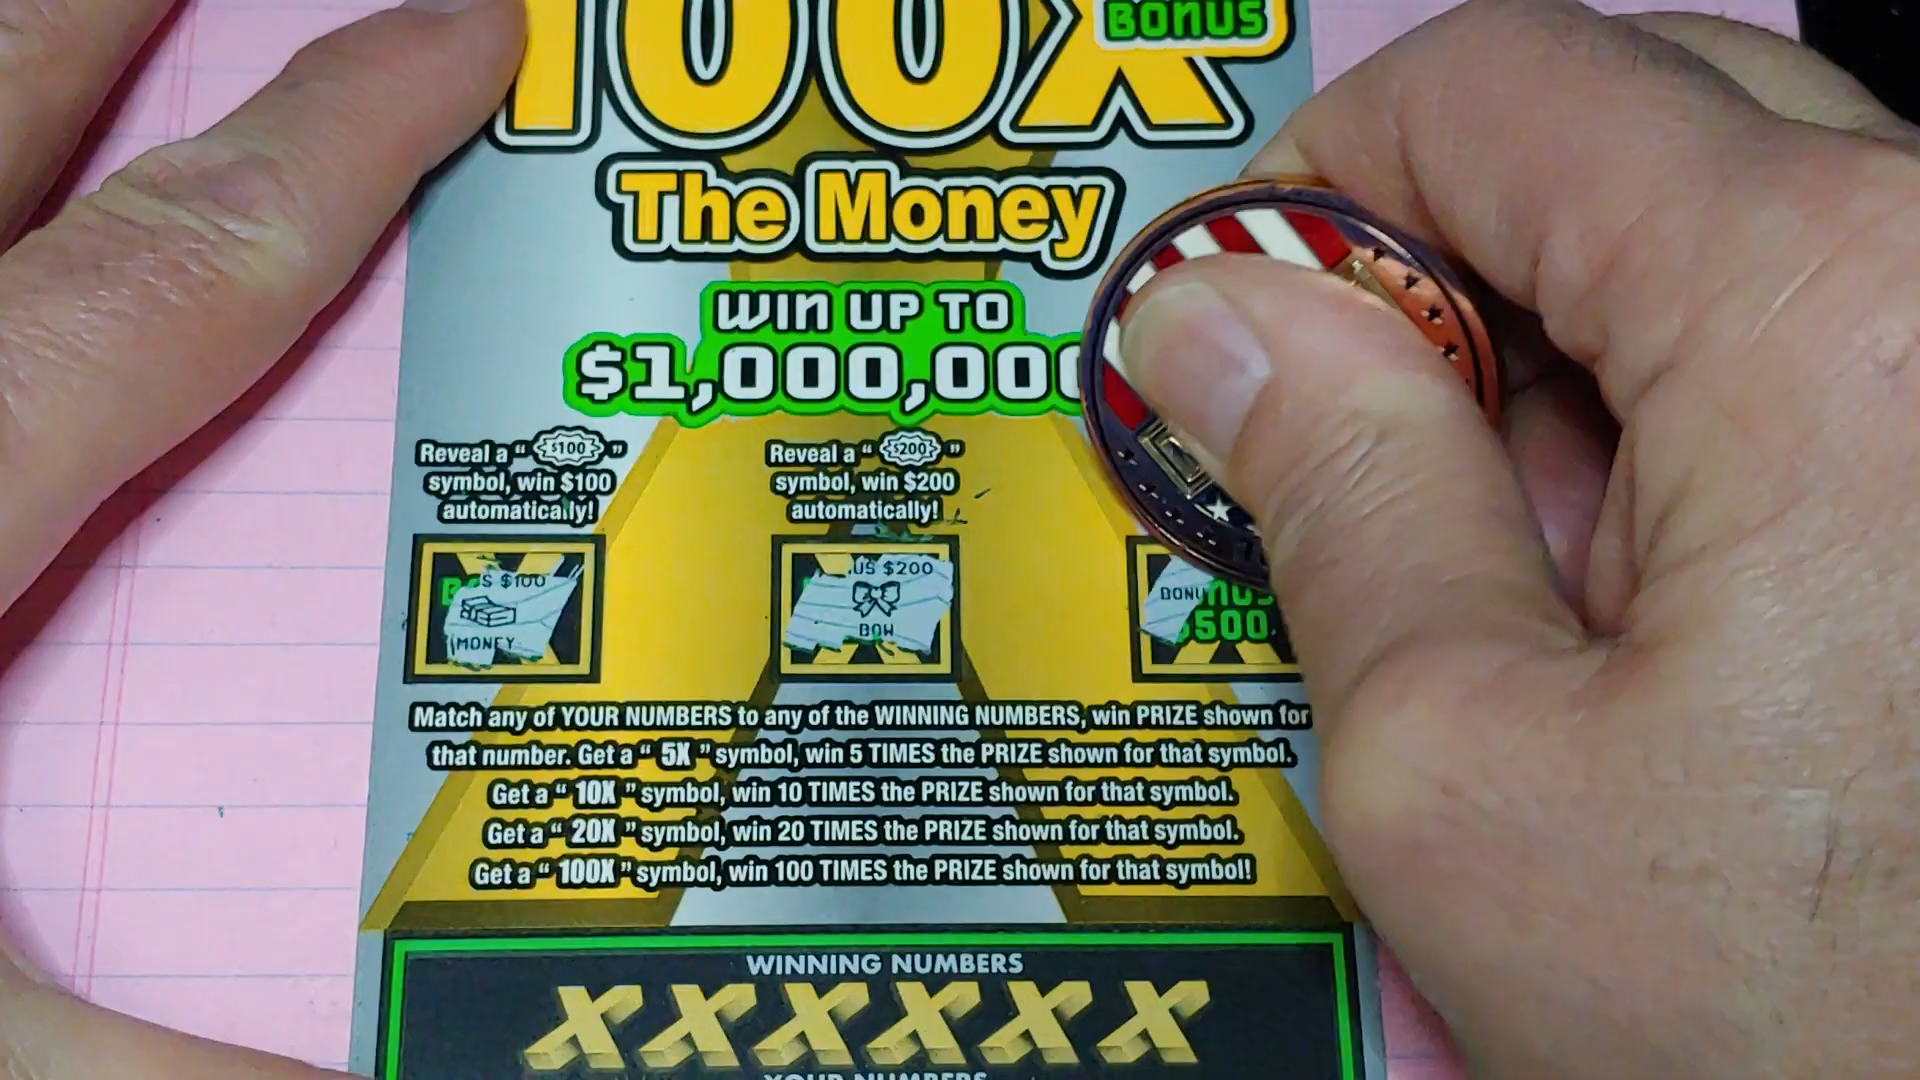 100X
BONUS
The Money
WIN UP TO
$1,000,00
Reveal a “ $100 ”
symbol, win $100
automatically!
Reveal a “ $200 ”
symbol, win $200
automatically!
S $100
MONEY
US $200
BOW
BONU
$500
Match any of YOUR NUMBERS to any of the WINNING NUMBERS, win PRIZE shown for
that number. Get a “ 5X ” symbol, win 5 TIMES the PRIZE shown for that symbol.
Get a “ 10X ” symbol, win 10 TIMES the PRIZE shown for that symbol.
Get a “ 20X ” symbol, win 20 TIMES the PRIZE shown for that symbol.
Get a “ 100X ” symbol, win 100 TIMES the PRIZE shown for that symbol!
WINNING NUMBERS
XXXXXX
YOUR NUMBERS